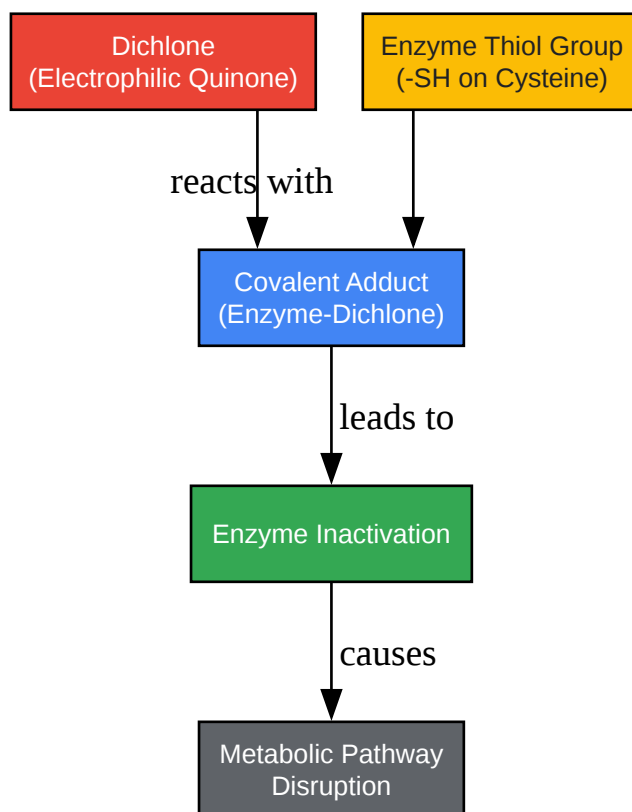 Dichlone
(Electrophilic Quinone)
Enzyme Thiol Group
(-SH on Cysteine)
reacts with
Covalent Adduct
(Enzyme-Dichlone)
leads to
Enzyme Inactivation
causes
Metabolic Pathway
Disruption